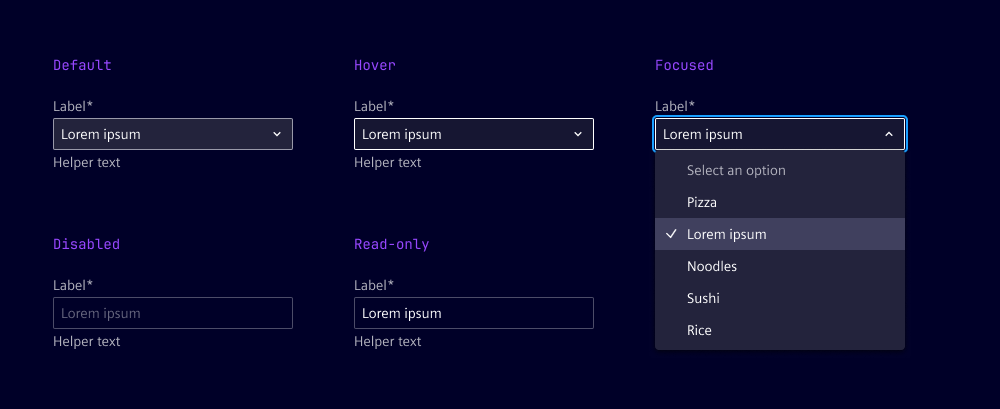 Default
Label*
Lorem ipsum
Helper text
Hover
Label*
Lorem ipsum
Helper text
Focused
Label*
Lorem ipsum
Select an option
Pizza
Lorem ipsum
Noodles
Sushi
Rice
Disabled
Label*
Lorem ipsum
Helper text
Read-only
Label*
Lorem ipsum
Helper text